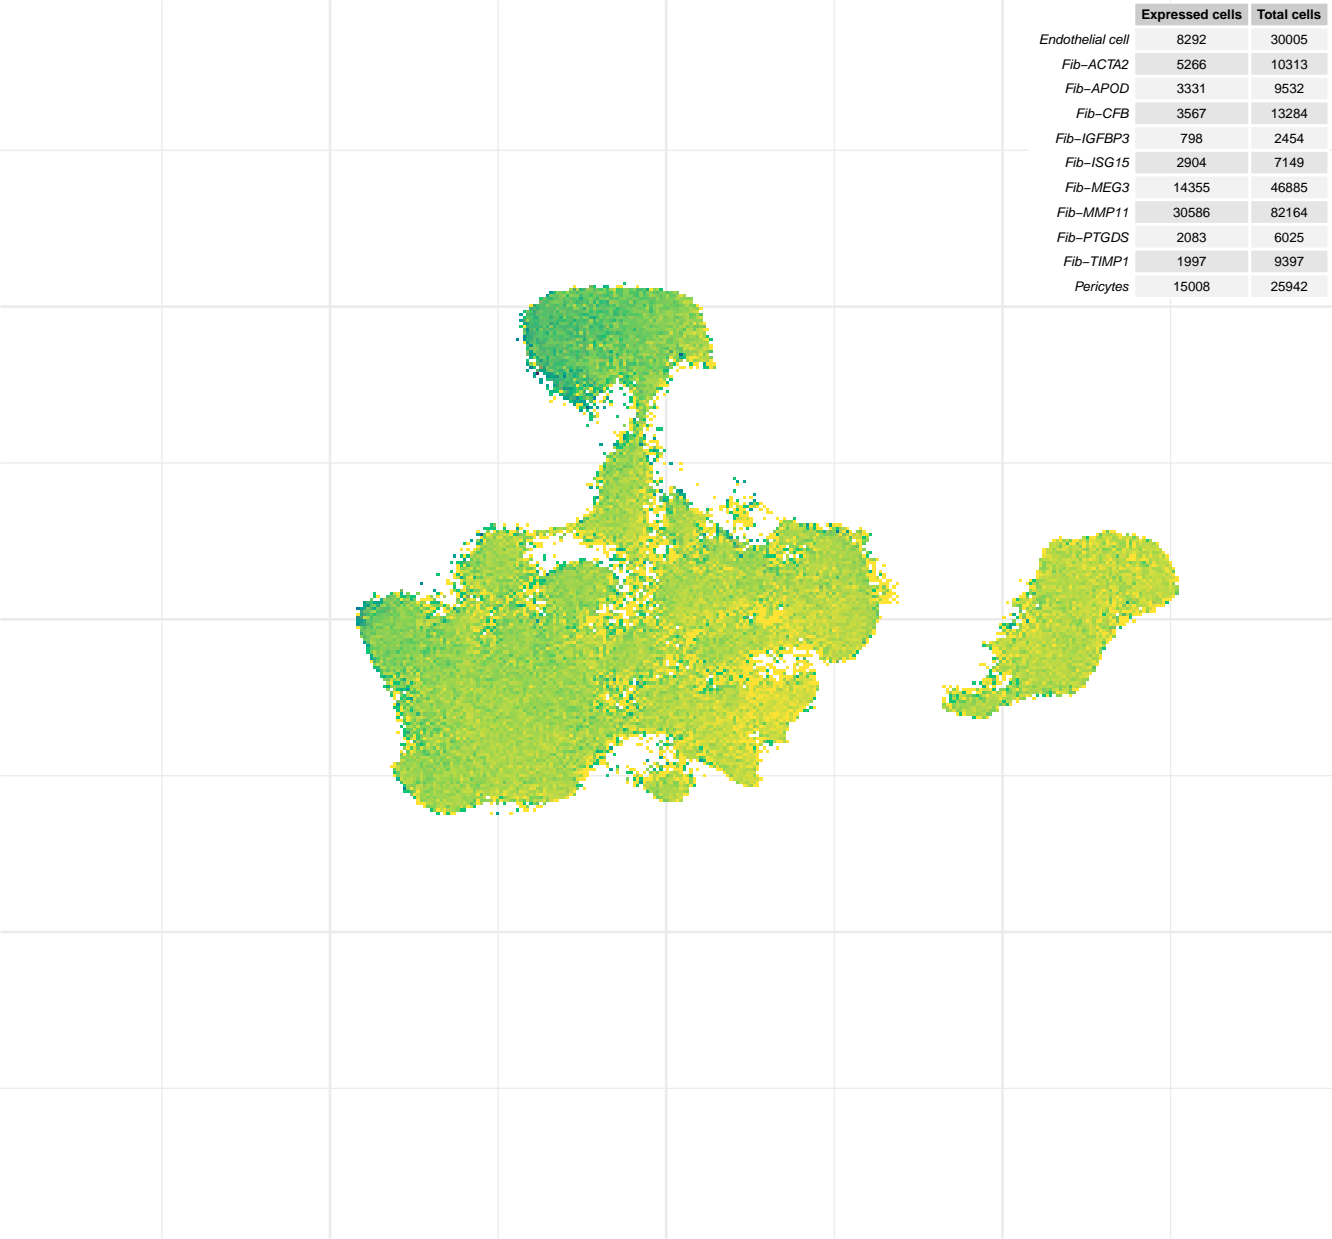 Expressed cells Total cells
Endothelial cell 8292 30005
Fib−ACTA2 5266 10313
Fib−APOD 3331 9532
Fib−CFB 3567 13284
Fib−IGFBP3 798 2454
Fib−ISG15 2904 7149
Fib−MEG3 14355 46885
Fib−MMP11 30586 82164
Fib−PTGDS 2083 6025
Fib−TIMP1 1997 9397
Pericytes 15008 25942